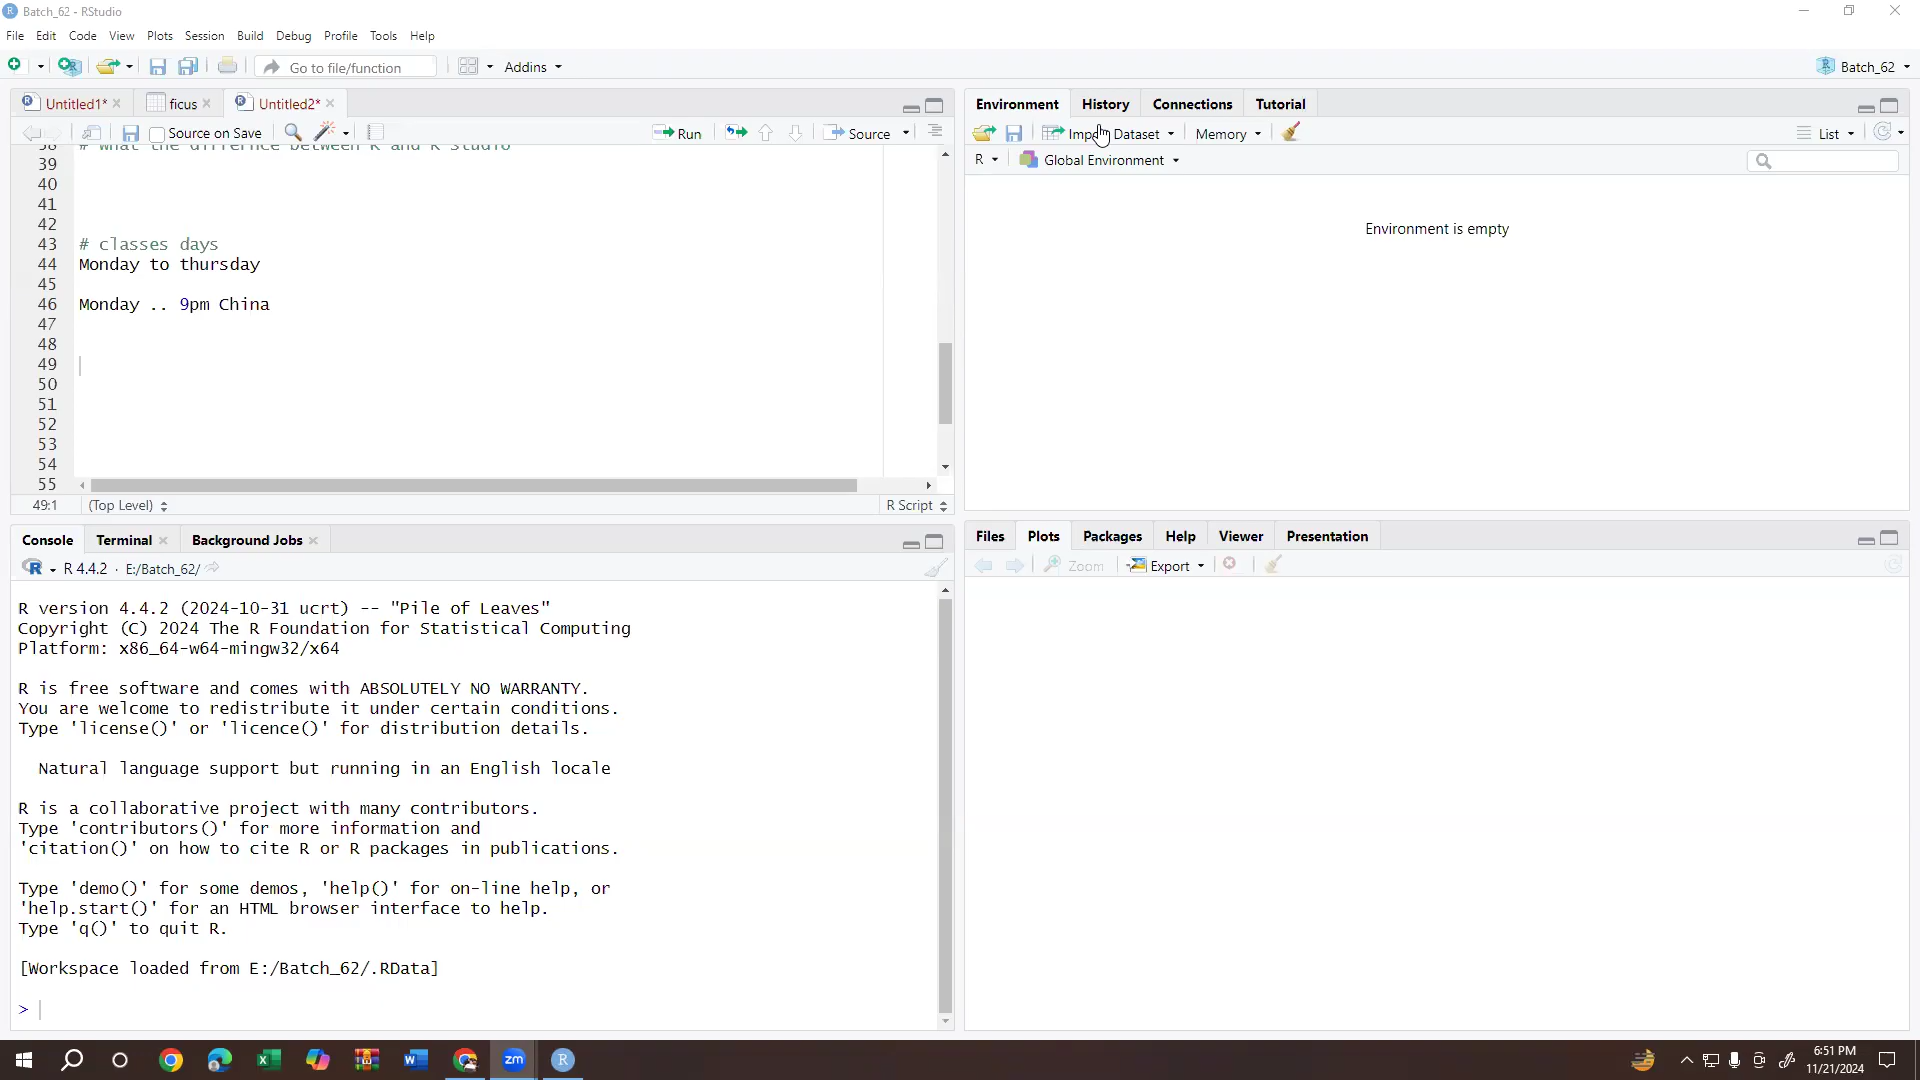 Batch_62 - RStudio
File Edit Code View Plots Session Build Debug Profile Tools Help
Go to file/function Addins Batch_62
Untitled1* ficus Untitled2*
Source on Save Run Source
38 # what the differnce between R and R studio
39
40
41
42
43 # classes days
44 Monday to thursday
45
46 Monday .. 9pm China
47
48
49
50
51
52
53
54
55
49:1 (Top Level) R Script
Console Terminal Background Jobs
R 4.4.2 · E:/Batch_62/
R version 4.4.2 (2024-10-31 ucrt) -- "Pile of Leaves"
Copyright (C) 2024 The R Foundation for Statistical Computing
Platform: x86_64-w64-mingw32/x64
R is free software and comes with ABSOLUTELY NO WARRANTY.
You are welcome to redistribute it under certain conditions.
Type 'license()' or 'licence()' for distribution details.
Natural language support but running in an English locale
R is a collaborative project with many contributors.
Type 'contributors()' for more information and
'citation()' on how to cite R or R packages in publications.
Type 'demo()' for some demos, 'help()' for on-line help, or
'help.start()' for an HTML browser interface to help.
Type 'q()' to quit R.
[Workspace loaded from E:/Batch_62/.RData]
>
Environment History Connections Tutorial
Import Dataset Memory List
R Global Environment
Environment is empty
Files Plots Packages Help Viewer Presentation
Zoom Export
zm R
6:51 PM
11/21/2024